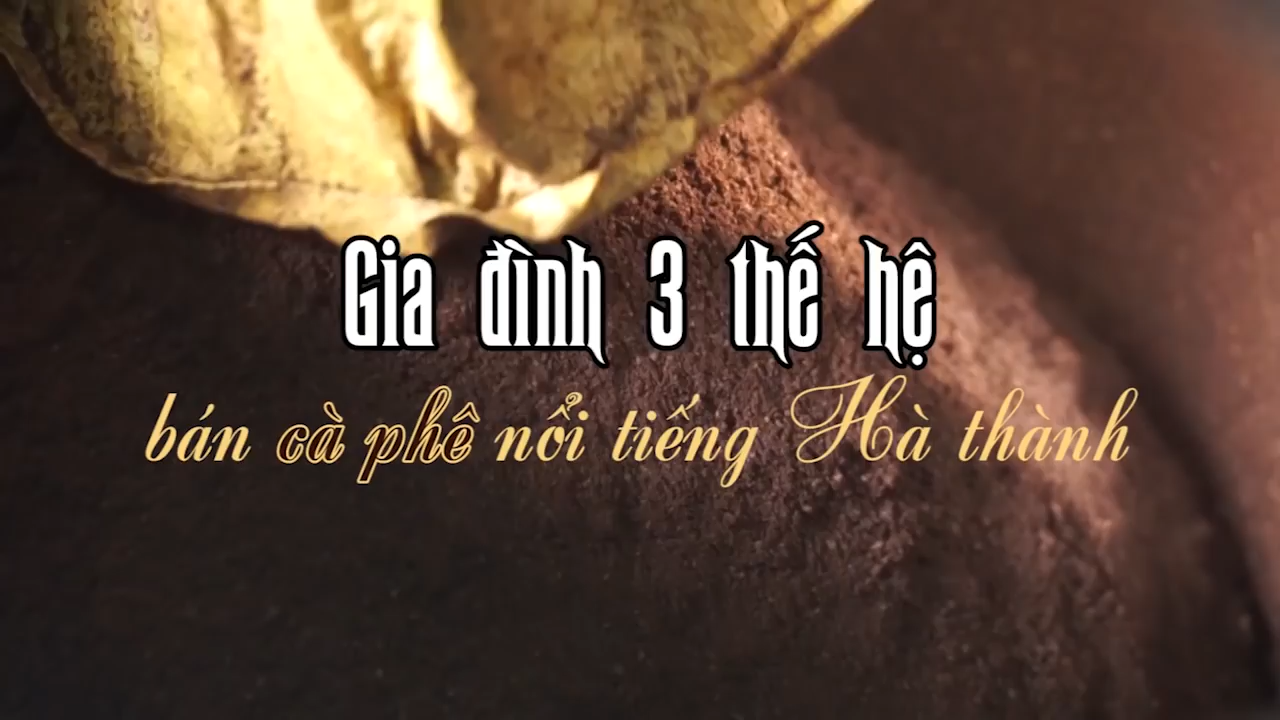 Gia đình 3 thế hệ
bán cà phê nổi tiếng Hà thành